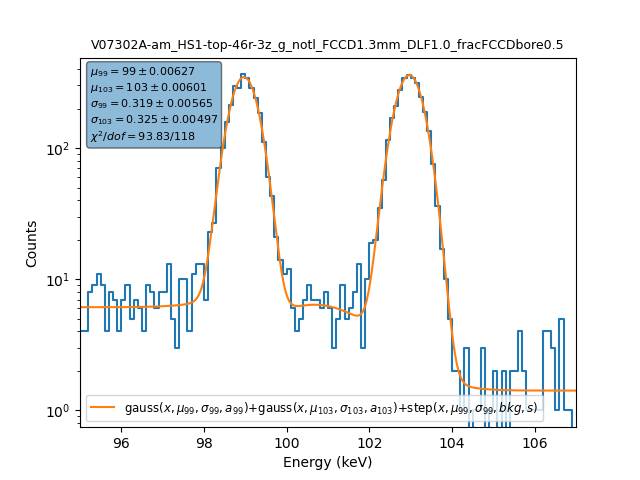 V07302A-am_HS1-top-46r-3z_g_notl_FCCD1.3mm_DLF1.0_fracFCCDbore0.5
μ₉₉ = 99 ± 0.00627
μ₁₀₃ = 103 ± 0.00601
σ₉₉ = 0.319 ± 0.00565
σ₁₀₃ = 0.325 ± 0.00497
χ²/dof = 93.83/118
Counts
10²
10¹
10⁰
gauss(x, μ₉₉, σ₉₉, a₉₉)+gauss(x, μ₁₀₃, σ₁₀₃, a₁₀₃)+step(x, μ₉₉, σ₉₉, bkg, s)
96 98 100 102 104 106
Energy (keV)